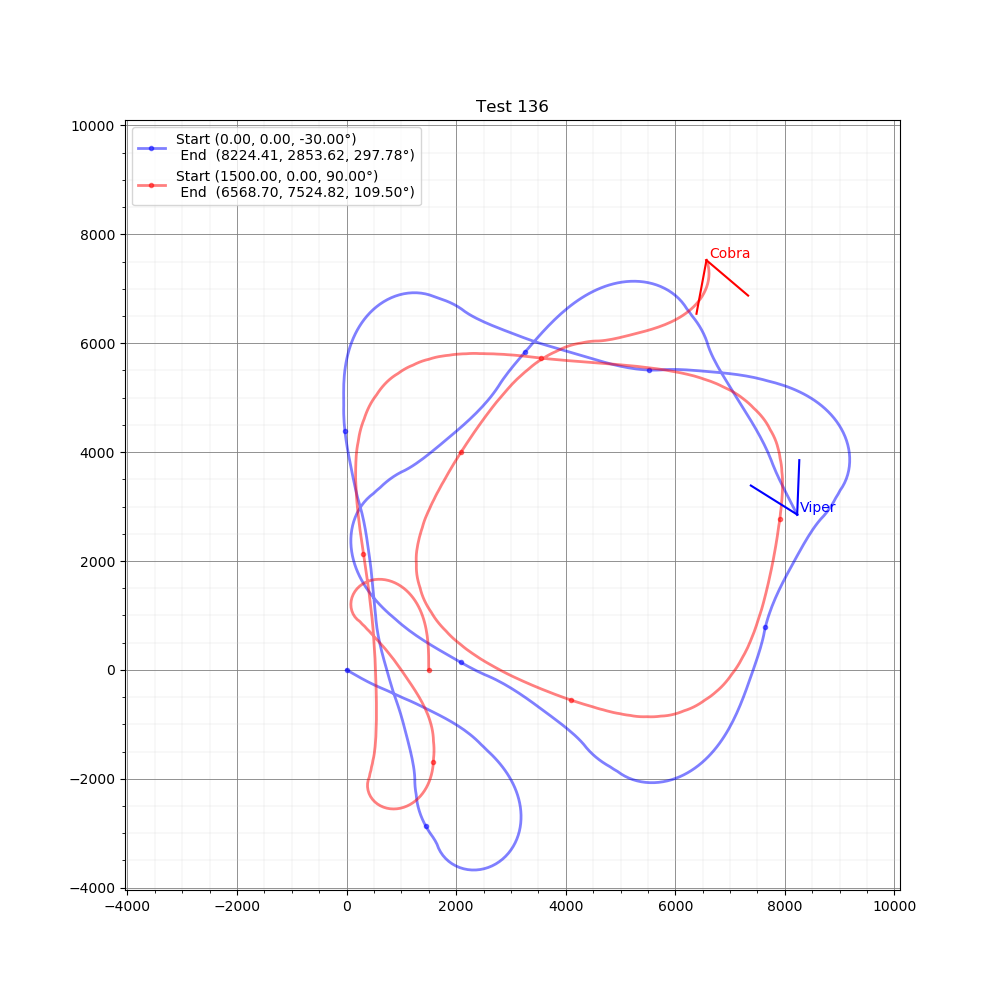 Test 136
Start (0.00, 0.00, -30.00°)
End (8224.41, 2853.62, 297.78°)
Start (1500.00, 0.00, 90.00°)
End (6568.70, 7524.82, 109.50°)
10000
8000
6000
4000
2000
0
−2000
−4000
Cobra
Viper
−4000 −2000 0 2000 4000 6000 8000 10000